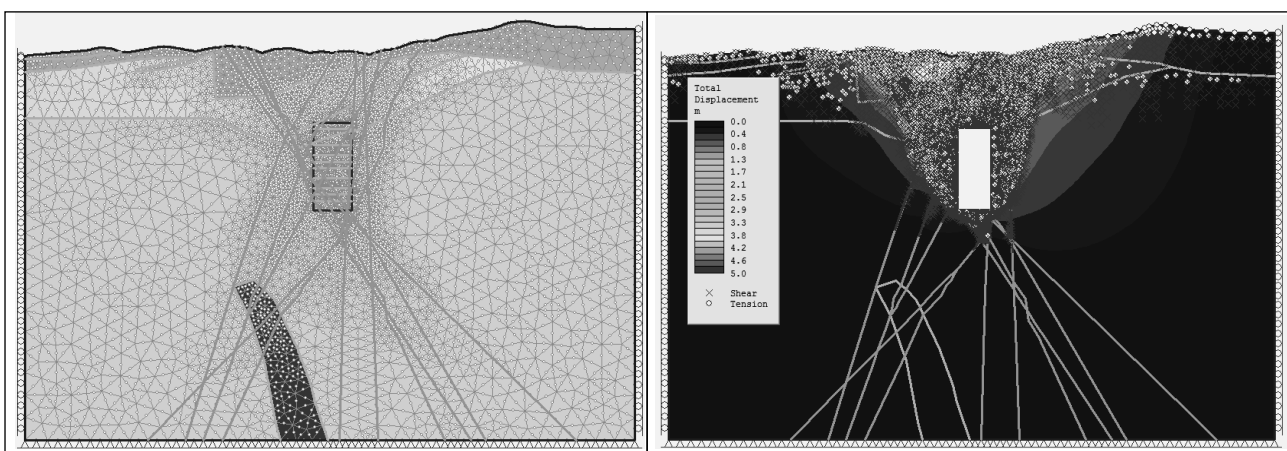 Total
Displacement
m
0.0
0.4
0.8
1.3
1.7
2.1
2.5
2.9
3.3
3.8
4.2
4.6
5.0
Shear
Tension